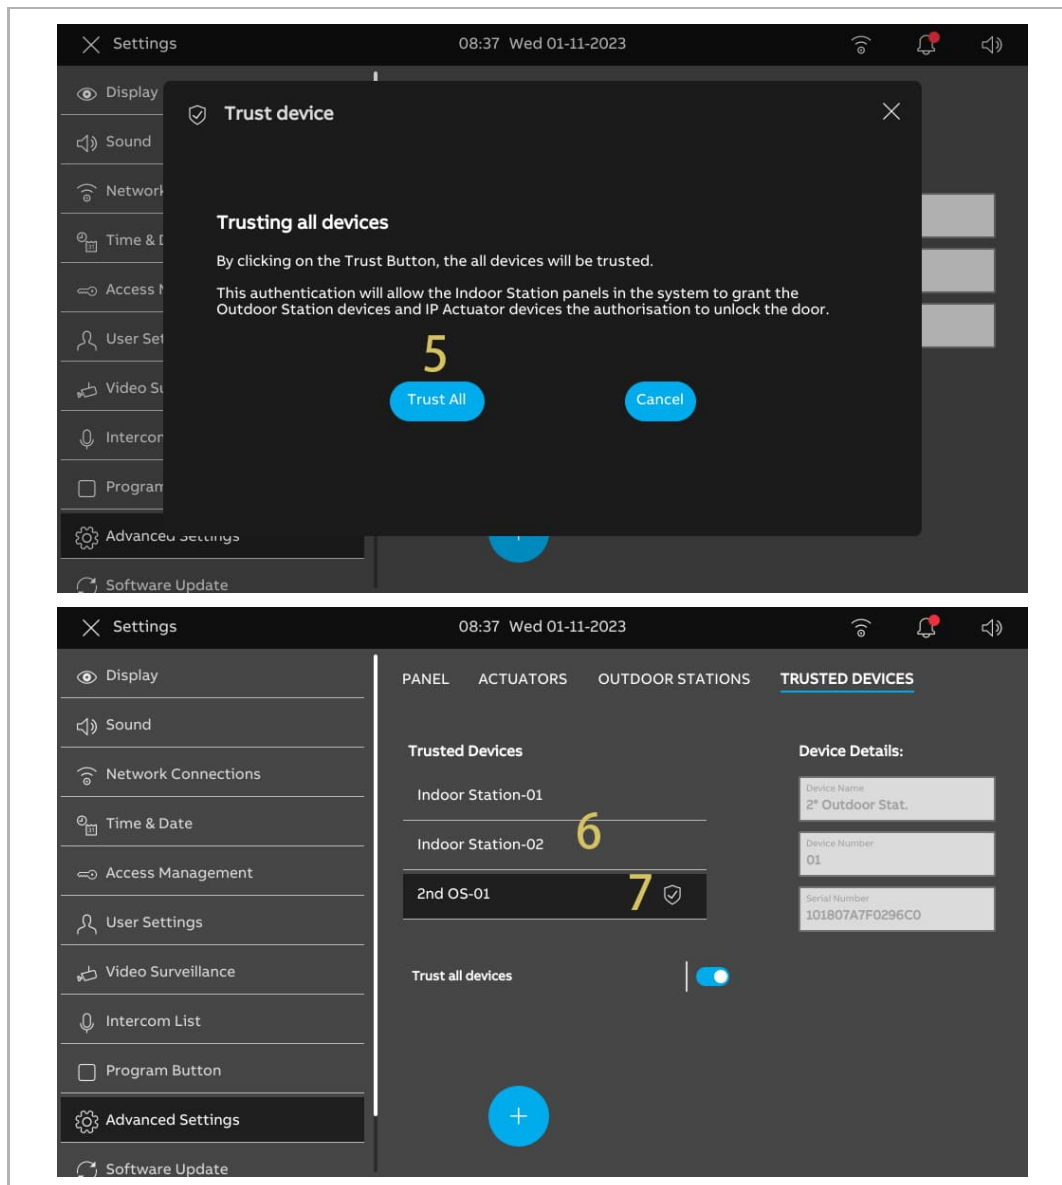 Settings
08:37 Wed 01-11-2023
Display
Trust device
Sound
Network
Trusting all devices
Time & D
By clicking on the Trust Button, the all devices will be trusted.
Access M
This authentication will allow the Indoor Station panels in the system to grant the
Outdoor Station devices and IP Actuator devices the authorisation to unlock the door.
User Set
5
Video Su
Trust All
Cancel
Intercom
Program
Advanced Settings
Software Update
Settings
08:37 Wed 01-11-2023
Display
PANEL ACTUATORS OUTDOOR STATIONS TRUSTED DEVICES
Sound
Trusted Devices
Device Details:
Network Connections
Indoor Station-01
Device Name
2° Outdoor Stat.
Time & Date
6
Indoor Station-02
Device Number
01
Access Management
2nd OS-01
7
Serial Number
101807A7F0296C0
User Settings
Video Surveillance
Trust all devices
Intercom List
Program Button
Advanced Settings
Software Update